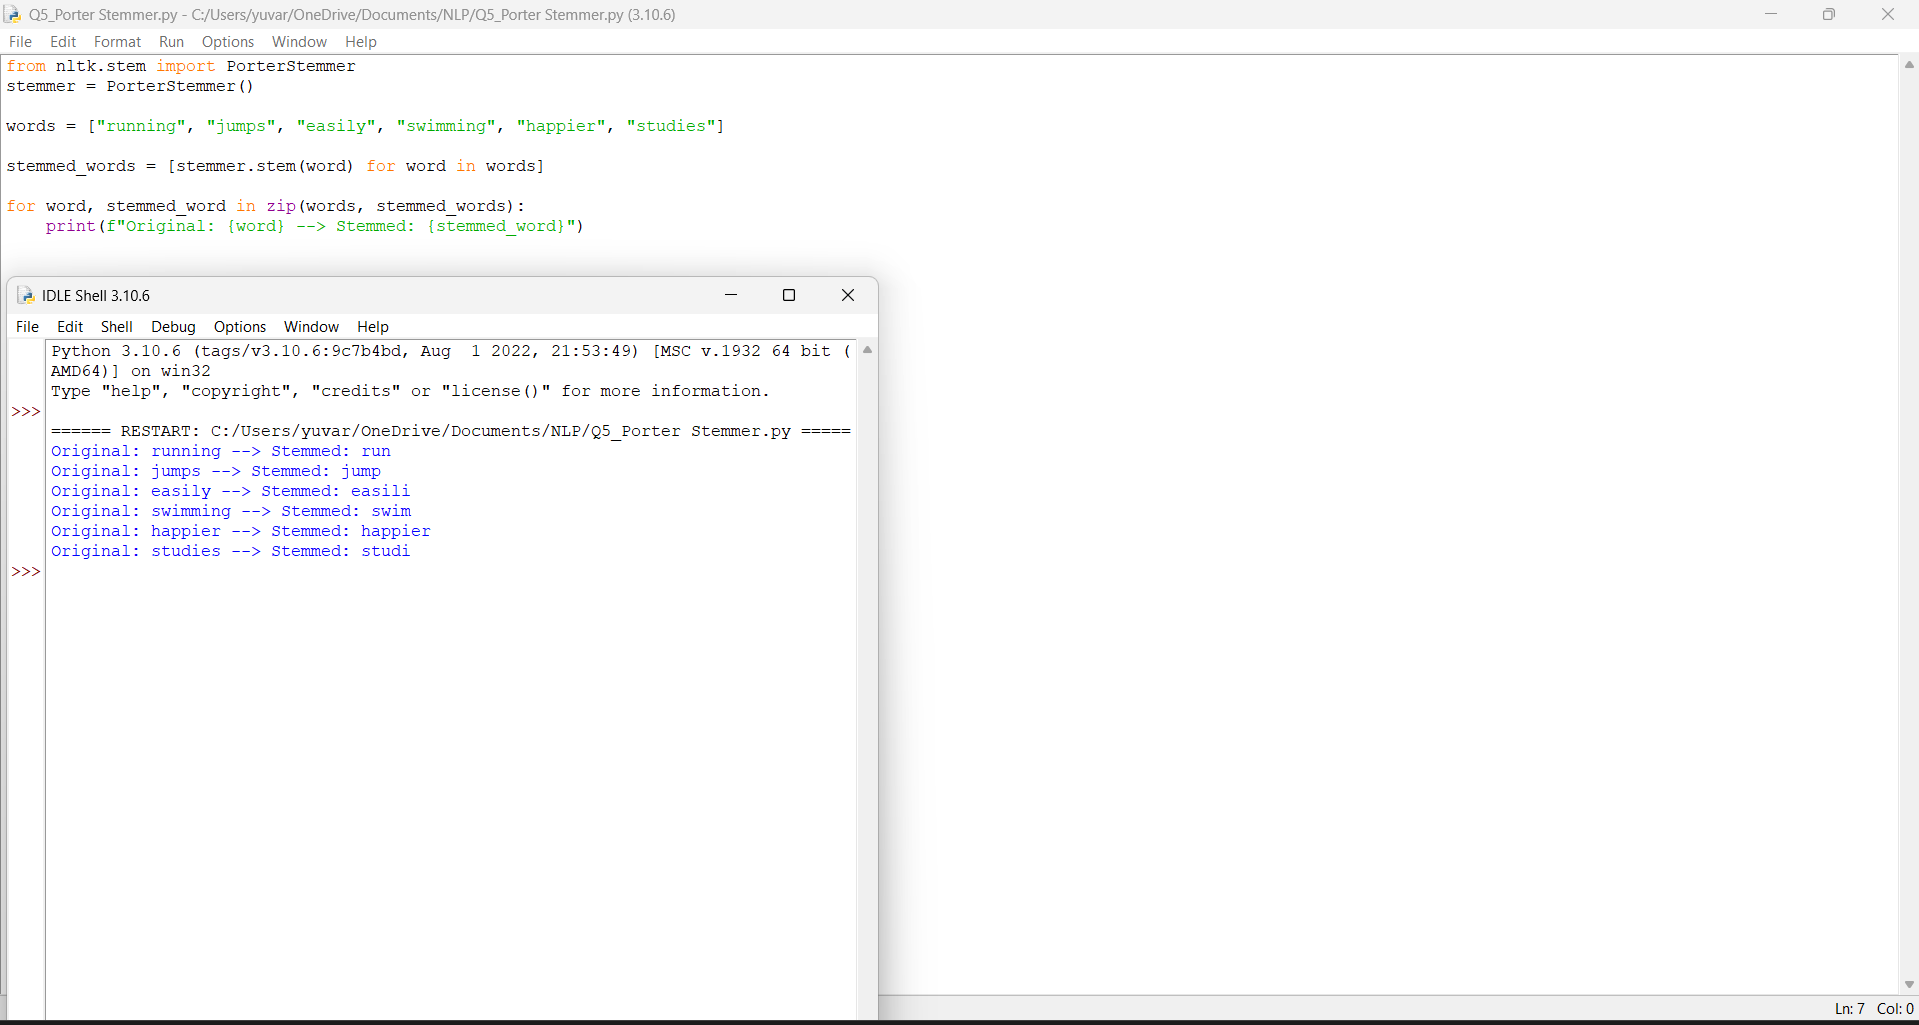 Q5_Porter Stemmer.py - C:/Users/yuvar/OneDrive/Documents/NLP/Q5_Porter Stemmer.py (3.10.6)
File Edit Format Run Options Window Help
from nltk.stem import PorterStemmer
stemmer = PorterStemmer()
words = ["running", "jumps", "easily", "swimming", "happier", "studies"]
stemmed_words = [stemmer.stem(word) for word in words]
for word, stemmed_word in zip(words, stemmed_words):
    print(f"Original: {word} --> Stemmed: {stemmed_word}")
IDLE Shell 3.10.6
File Edit Shell Debug Options Window Help
Python 3.10.6 (tags/v3.10.6:9c7b4bd, Aug  1 2022, 21:53:49) [MSC v.1932 64 bit (
AMD64)] on win32
Type "help", "copyright", "credits" or "license()" for more information.
>>>
====== RESTART: C:/Users/yuvar/OneDrive/Documents/NLP/Q5_Porter Stemmer.py =====
Original: running --> Stemmed: run
Original: jumps --> Stemmed: jump
Original: easily --> Stemmed: easili
Original: swimming --> Stemmed: swim
Original: happier --> Stemmed: happier
Original: studies --> Stemmed: studi
>>>
Ln: 7 Col: 0